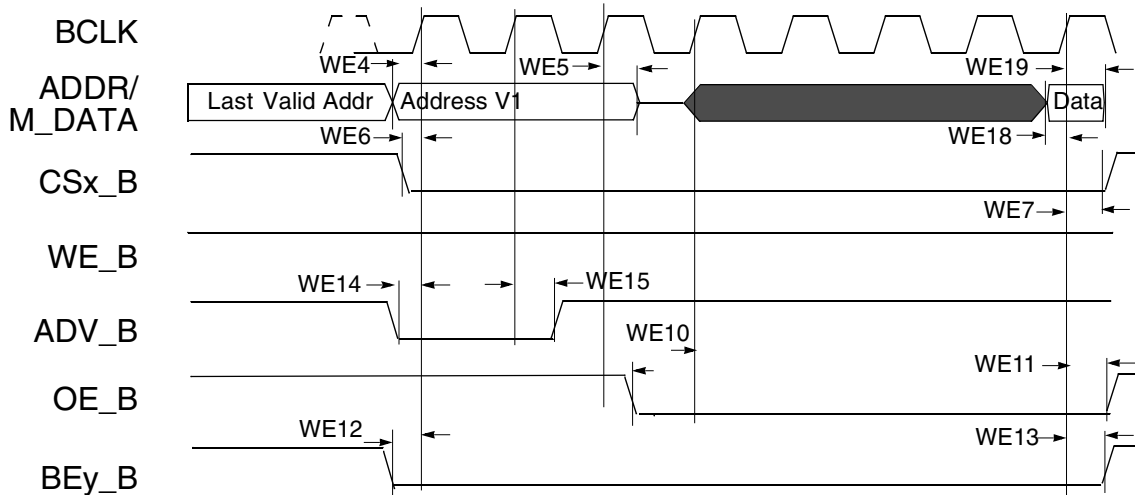 BCLK
WE4
WE5
WE19
ADDR/
M_DATA
Last Valid Addr
Address V1
Data
WE6
WE18
CSx_B
WE7
WE_B
WE14
WE15
ADV_B
WE10
OE_B
WE11
WE12
WE13
BEy_B